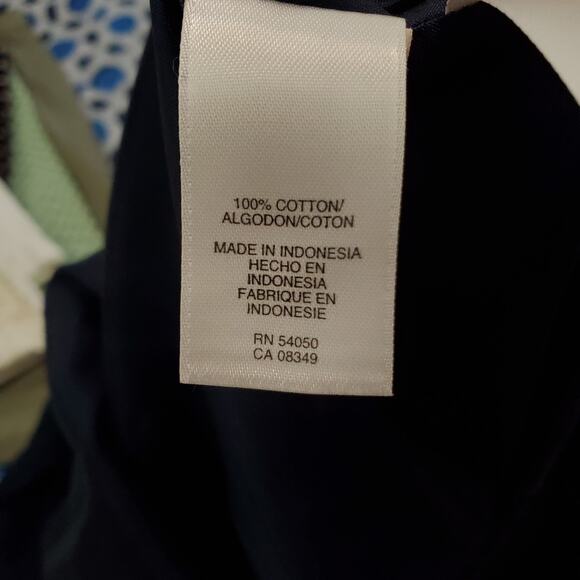 100% COTTON/
ALGODON/COTON
MADE IN INDONESIA
HECHO EN
INDONESIA
FABRIQUE EN
INDONESIE
RN 54050
CA 08349